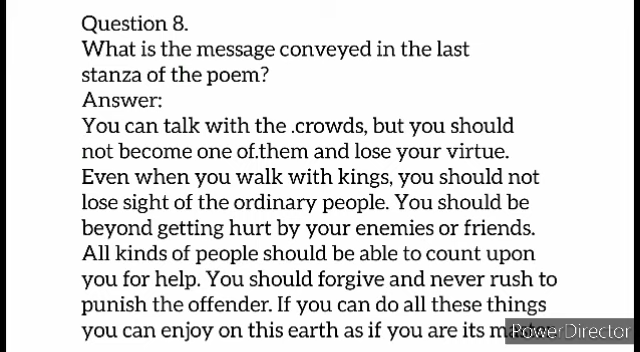 Question 8.
What is the message conveyed in the last
stanza of the poem?
Answer:
You can talk with the .crowds, but you should
not become one of.them and lose your virtue.
Even when you walk with kings, you should not
lose sight of the ordinary people. You should be
beyond getting hurt by your enemies or friends.
All kinds of people should be able to count upon
you for help. You should forgive and never rush to
punish the offender. If you can do all these things
you can enjoy on this earth as if you are its
PowerDirector